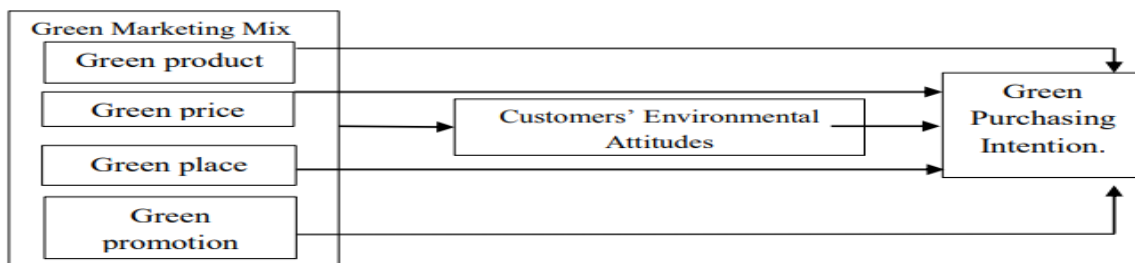 Green Marketing Mix
Green product
Green price
Green place
Green
promotion
Customers’ Environmental
Attitudes
Green
Purchasing
Intention.